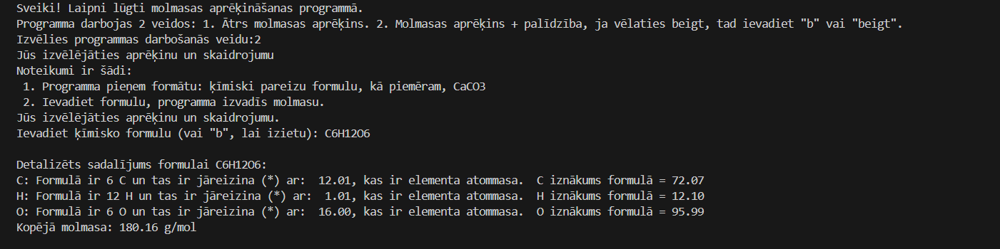 Sveiki! Laipni lūgti molmasas aprēķināšanas programmā.
Programma darbojas 2 veidos: 1. Ātrs molmasas aprēķins. 2. Molmasas aprēķins + palīdzība, ja vēlaties beigt, tad ievadiet "b" vai "beigt".
Izvēlies programmas darbošanās veidu:2
Jūs izvēlējāties aprēķinu un skaidrojumu
Noteikumi ir šādi:
1. Programma pieņem formātu: ķīmiski pareizu formulu, kā piemēram, CaCO3
2. Ievadiet formulu, programma izvadīs molmasu.
Jūs izvēlējāties aprēķinu un skaidrojumu.
Ievadiet ķīmisko formulu (vai "b", lai izietu): C6H12O6
Detalizēts sadalījums formulai C6H12O6:
C: Formulā ir 6 C un tas ir jāreizina (*) ar:  12.01, kas ir elementa atommasa.  C iznākums formulā = 72.07
H: Formulā ir 12 H un tas ir jāreizina (*) ar:  1.01, kas ir elementa atommasa.  H iznākums formulā = 12.10
O: Formulā ir 6 O un tas ir jāreizina (*) ar:  16.00, kas ir elementa atommasa.  O iznākums formulā = 95.99
Kopējā molmasa: 180.16 g/mol